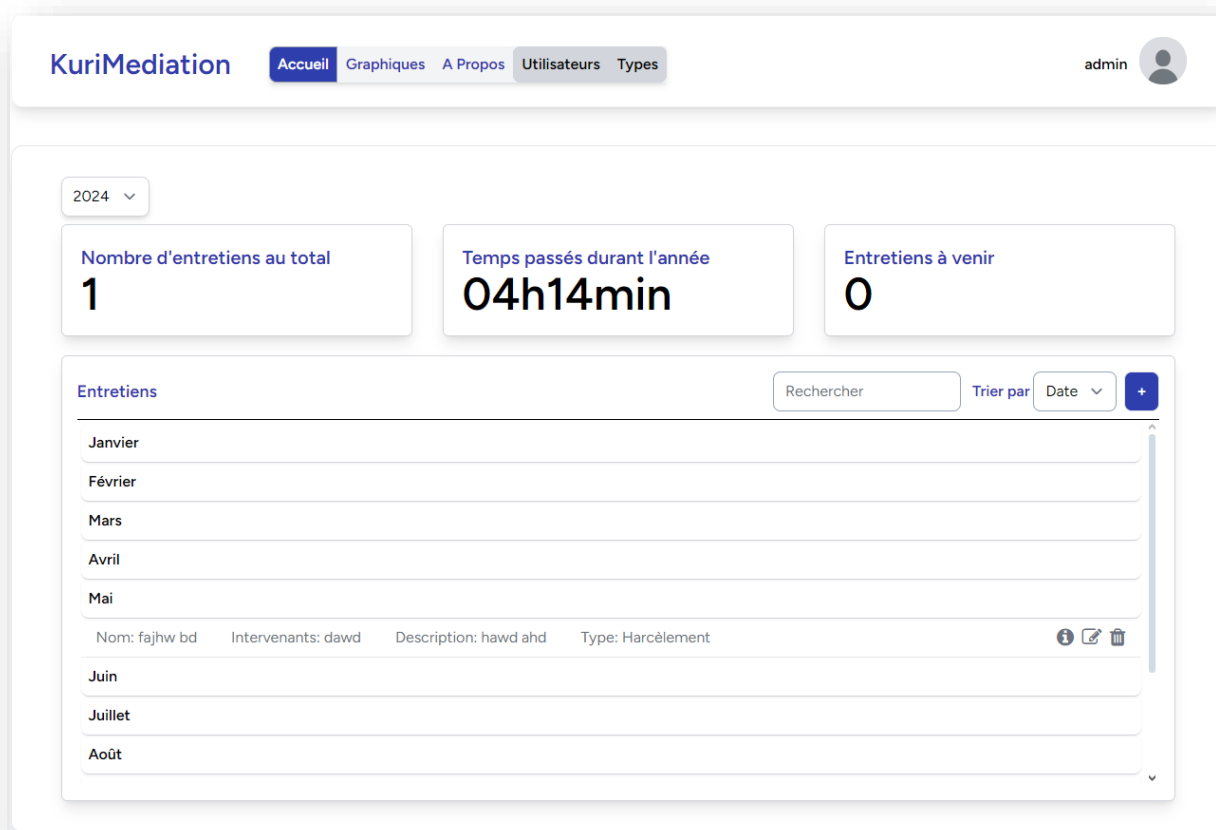 KuriMediation Accueil Graphiques A Propos Utilisateurs Types admin
2024
Nombre d'entretiens au total
1
Temps passés durant l'année
04h14min
Entretiens à venir
0
Entretiens Rechercher Trier par Date +
Janvier
Février
Mars
Avril
Mai
Nom: fajhw bd Intervenants: dawd Description: hawd ahd Type: Harcèlement
Juin
Juillet
Août